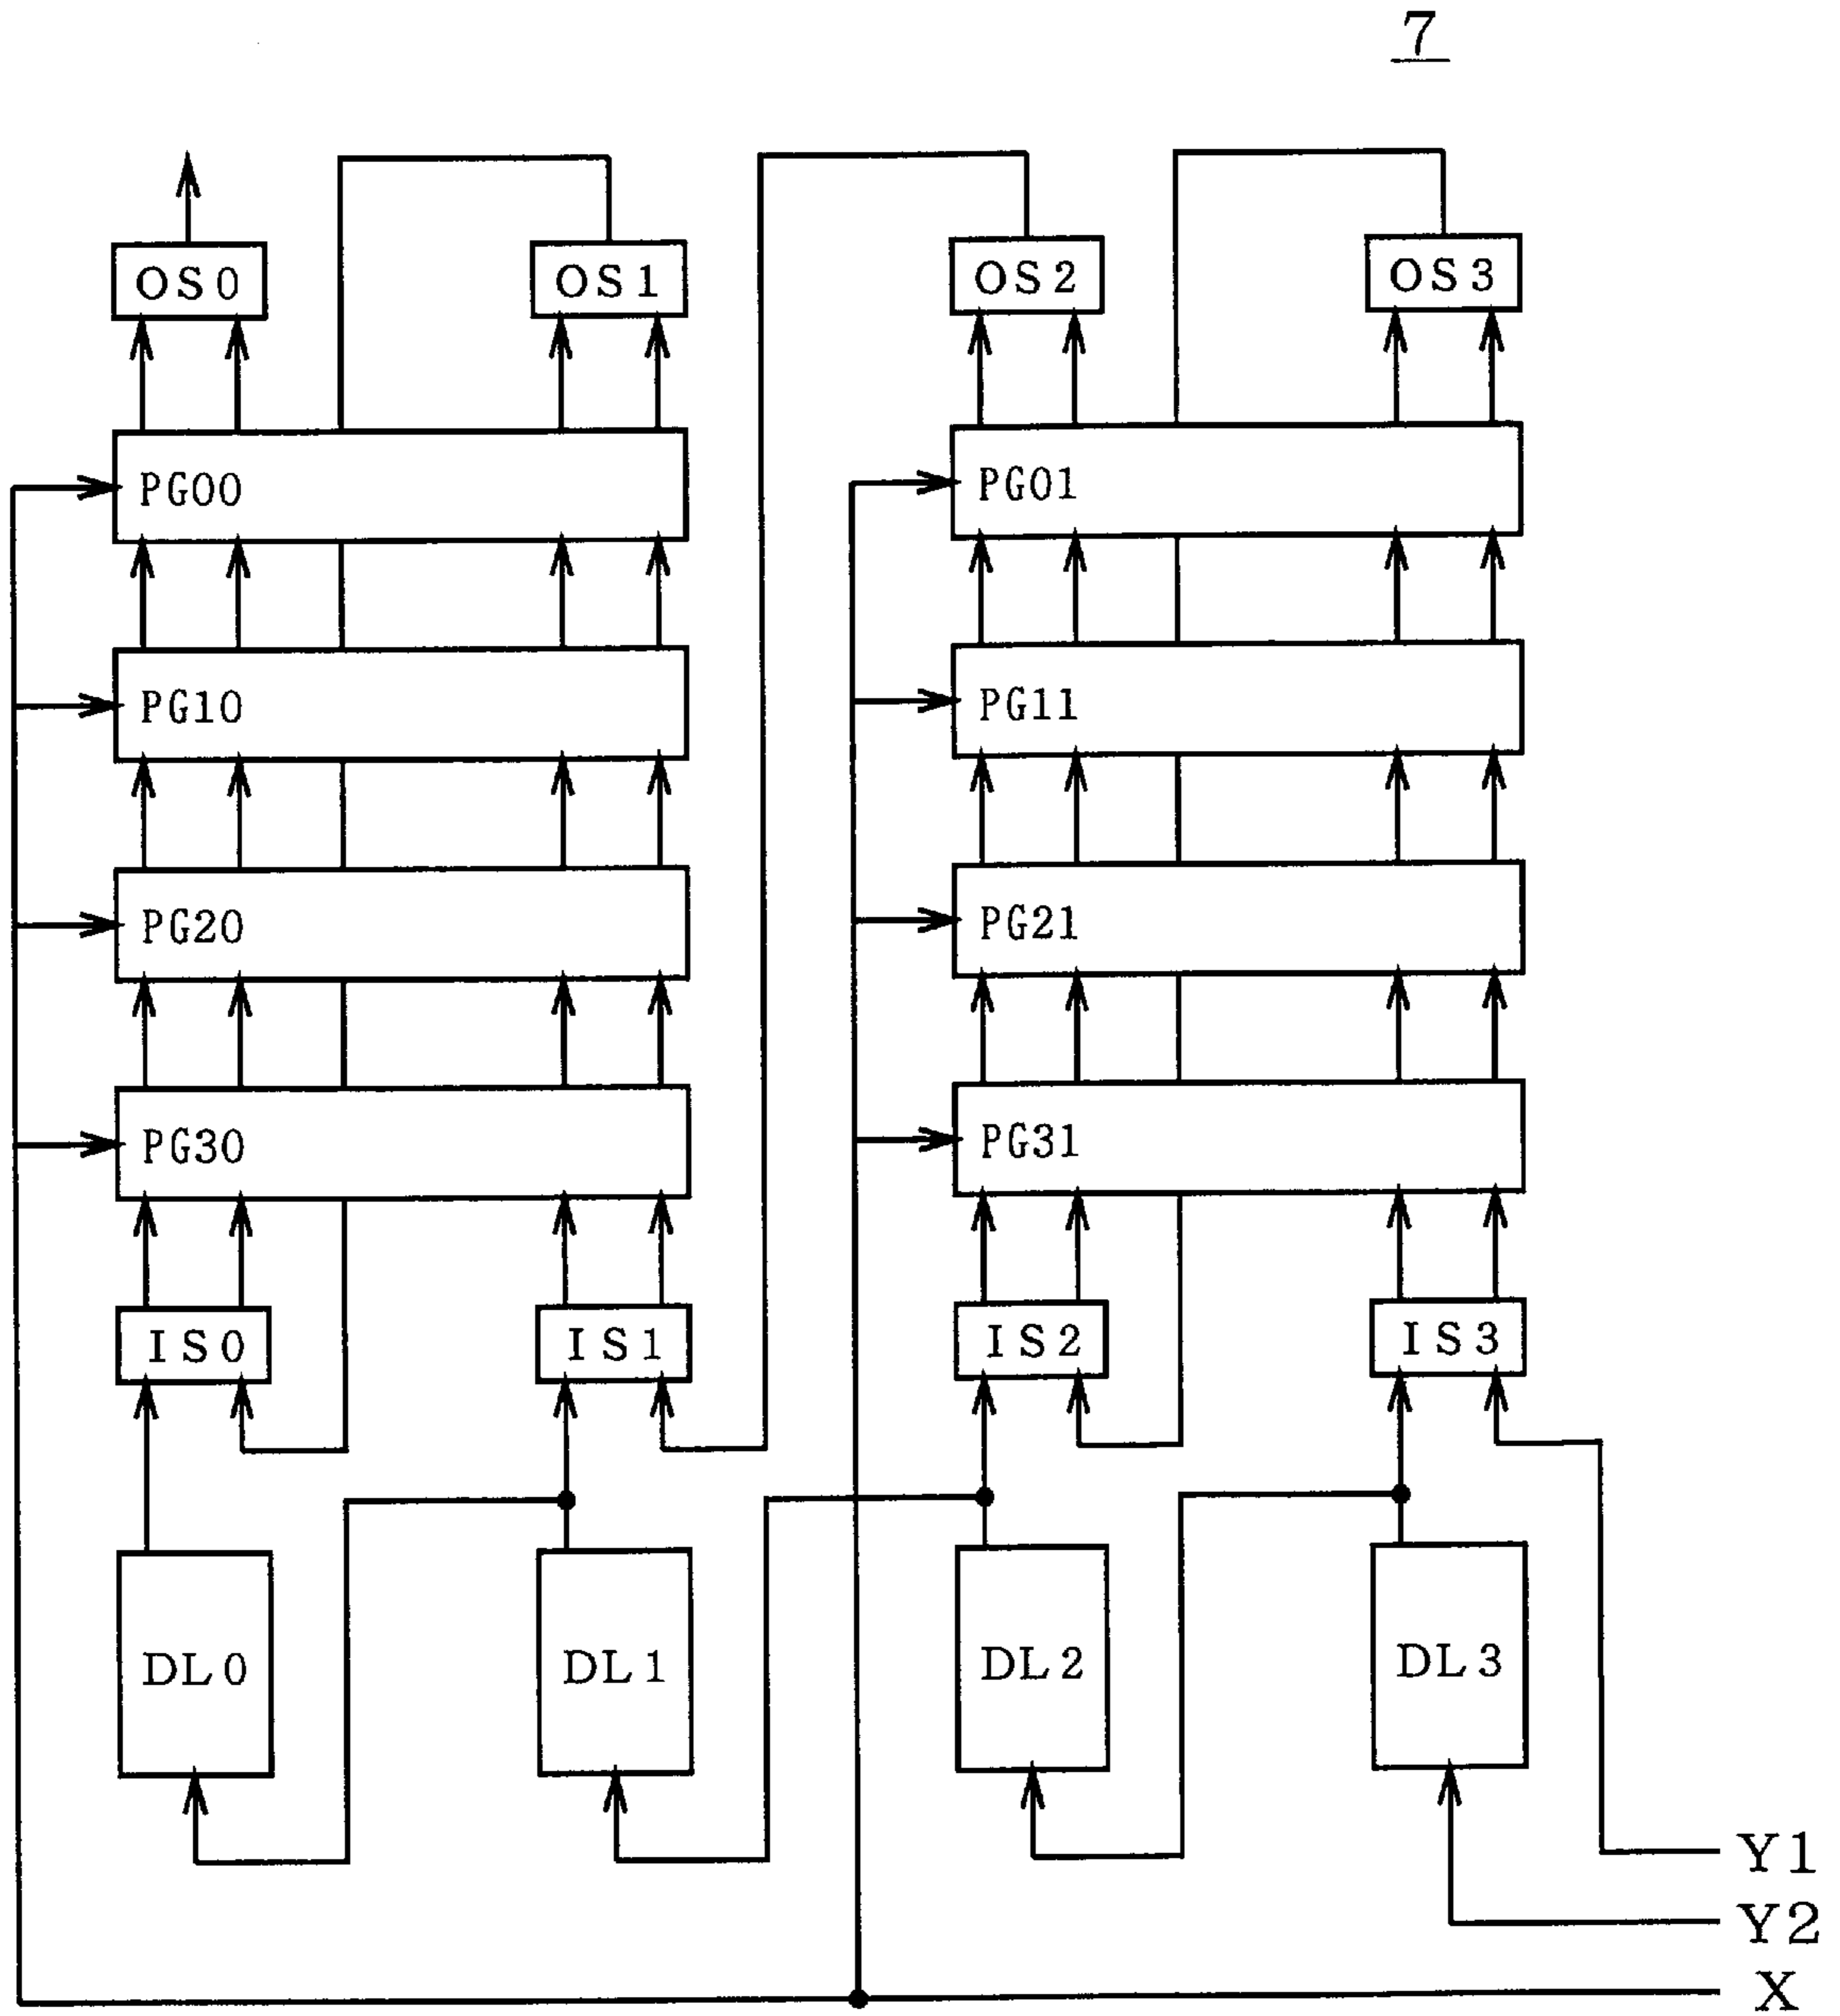 7
OS0 OS1 OS2 OS3
PG00 PG01
PG10 PG11
PG20 PG21
PG30 PG31
IS0 IS1 IS2 IS3
DL0 DL1 DL2 DL3
Y1
Y2
X